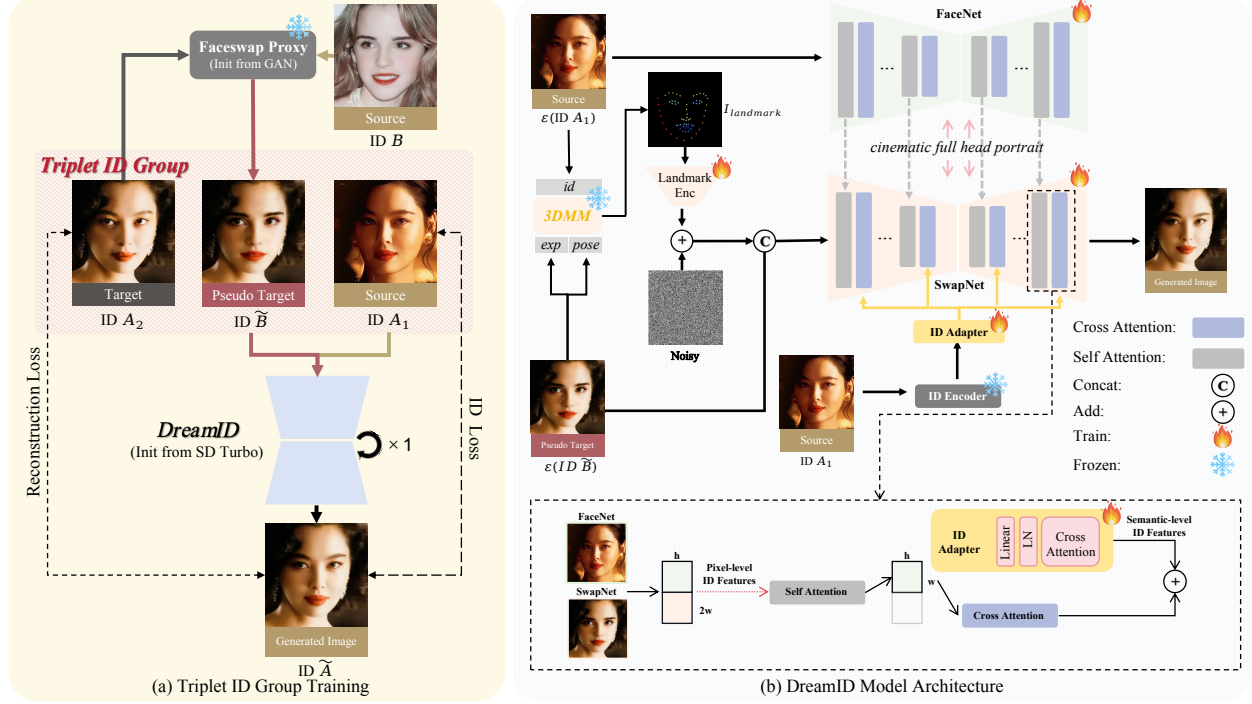 Faceswap Proxy
(Init from GAN)
Source
ID B
Triplet ID Group
Target
Pseudo Target
Source
ID A₂
ID B̃
ID A₁
Reconstruction Loss
ID Loss
DreamID
(Init from SD Turbo)
× 1
Generated Image
ID Ã
(a) Triplet ID Group Training
FaceNet
Source
ε(ID A₁)
I_landmark
...
...
cinematic full head portrait
id
3DMM
exp
pose
Landmark
Enc
+
C
Noisy
...
...
SwapNet
Generated Image
ID Adapter
ID Encoder
Pseudo Target
ε(ID B̃)
Source
ID A₁
Cross Attention:
Self Attention:
Concat:
C
Add:
+
Train:
Frozen:
FaceNet
SwapNet
h
2w
Pixel-level
ID Features
Self Attention
h
w
ID
Adapter
Linear
LN
Cross
Attention
Semantic-level
ID Features
+
Cross Attention
(b) DreamID Model Architecture